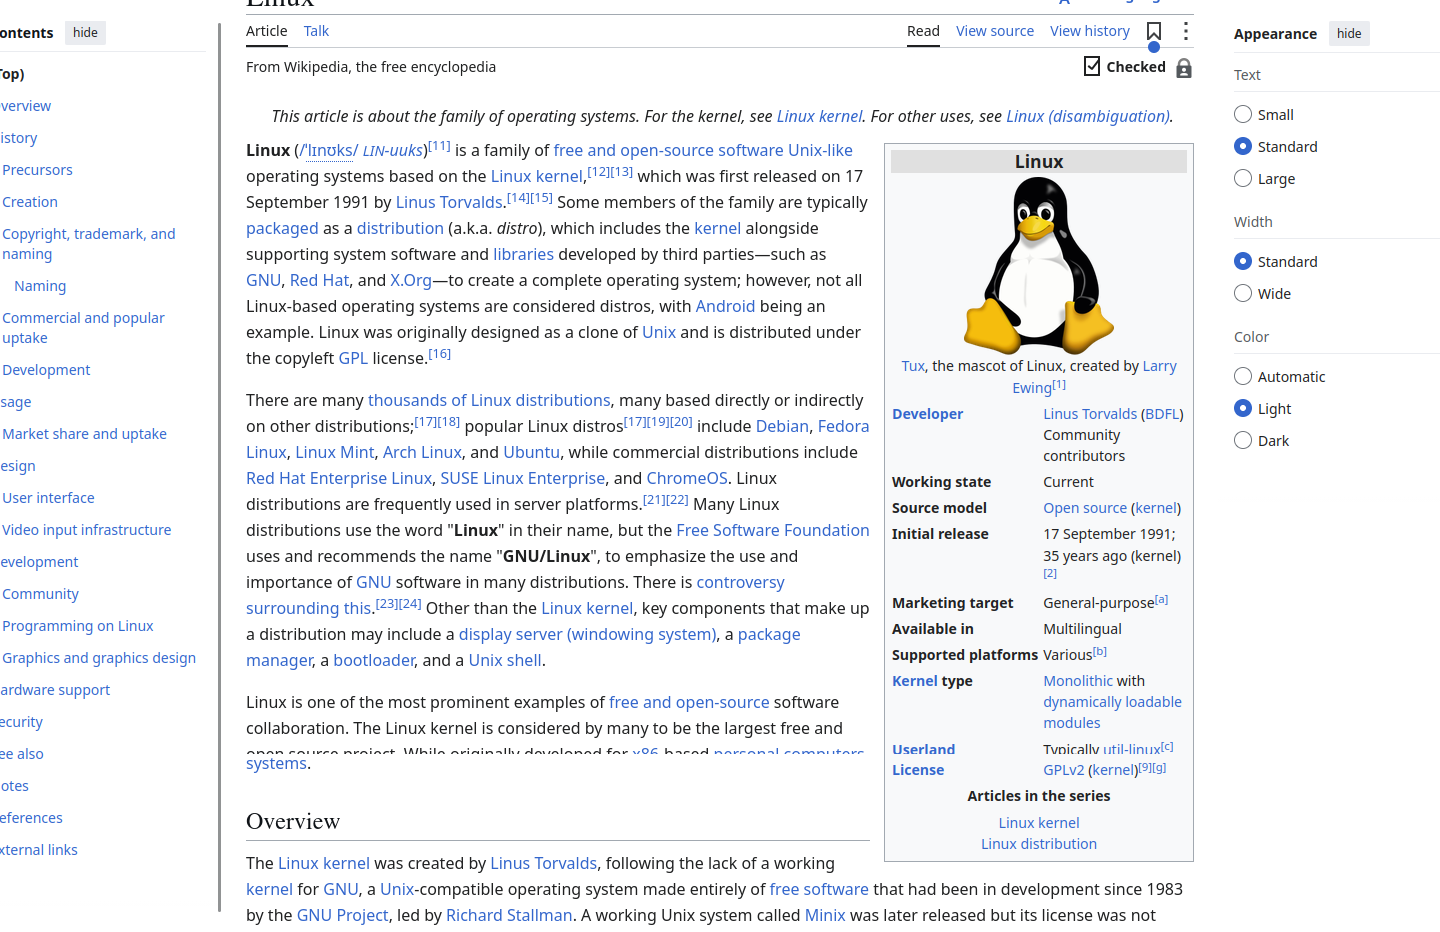 ontents hide
Top)
verview
istory
Precursors
Creation
Copyright, trademark, and
naming
Naming
Commercial and popular
uptake
Development
sage
Market share and uptake
esign
User interface
Video input infrastructure
evelopment
Community
Programming on Linux
Graphics and graphics design
ardware support
ecurity
ee also
otes
eferences
xternal links
Linux
Article Talk Read View source View history
From Wikipedia, the free encyclopedia Checked
This article is about the family of operating systems. For the kernel, see Linux kernel. For other uses, see Linux (disambiguation).
Linux (/ˈlɪnʊks/ LIN-uuks)[11] is a family of free and open-source software Unix-like
operating systems based on the Linux kernel,[12][13] which was first released on 17
September 1991 by Linus Torvalds.[14][15] Some members of the family are typically
packaged as a distribution (a.k.a. distro), which includes the kernel alongside
supporting system software and libraries developed by third parties—such as
GNU, Red Hat, and X.Org—to create a complete operating system; however, not all
Linux-based operating systems are considered distros, with Android being an
example. Linux was originally designed as a clone of Unix and is distributed under
the copyleft GPL license.[16]
There are many thousands of Linux distributions, many based directly or indirectly
on other distributions;[17][18] popular Linux distros[17][19][20] include Debian, Fedora
Linux, Linux Mint, Arch Linux, and Ubuntu, while commercial distributions include
Red Hat Enterprise Linux, SUSE Linux Enterprise, and ChromeOS. Linux
distributions are frequently used in server platforms.[21][22] Many Linux
distributions use the word "Linux" in their name, but the Free Software Foundation
uses and recommends the name "GNU/Linux", to emphasize the use and
importance of GNU software in many distributions. There is controversy
surrounding this.[23][24] Other than the Linux kernel, key components that make up
a distribution may include a display server (windowing system), a package
manager, a bootloader, and a Unix shell.
Linux is one of the most prominent examples of free and open-source software
collaboration. The Linux kernel is considered by many to be the largest free and
open source project. While originally developed for x86 based personal computers,
systems.
Overview
The Linux kernel was created by Linus Torvalds, following the lack of a working
kernel for GNU, a Unix-compatible operating system made entirely of free software that had been in development since 1983
by the GNU Project, led by Richard Stallman. A working Unix system called Minix was later released but its license was not
Linux
Tux, the mascot of Linux, created by Larry
Ewing[1]
Developer Linus Torvalds (BDFL)
Community
contributors
Working state Current
Source model Open source (kernel)
Initial release 17 September 1991;
35 years ago (kernel)
[2]
Marketing target General-purpose[a]
Available in Multilingual
Supported platforms Various[b]
Kernel type Monolithic with
dynamically loadable
modules
Userland Typically util-linux[c]
License GPLv2 (kernel)[9][g]
Articles in the series
Linux kernel
Linux distribution
Appearance hide
Text
Small
Standard
Large
Width
Standard
Wide
Color
Automatic
Light
Dark